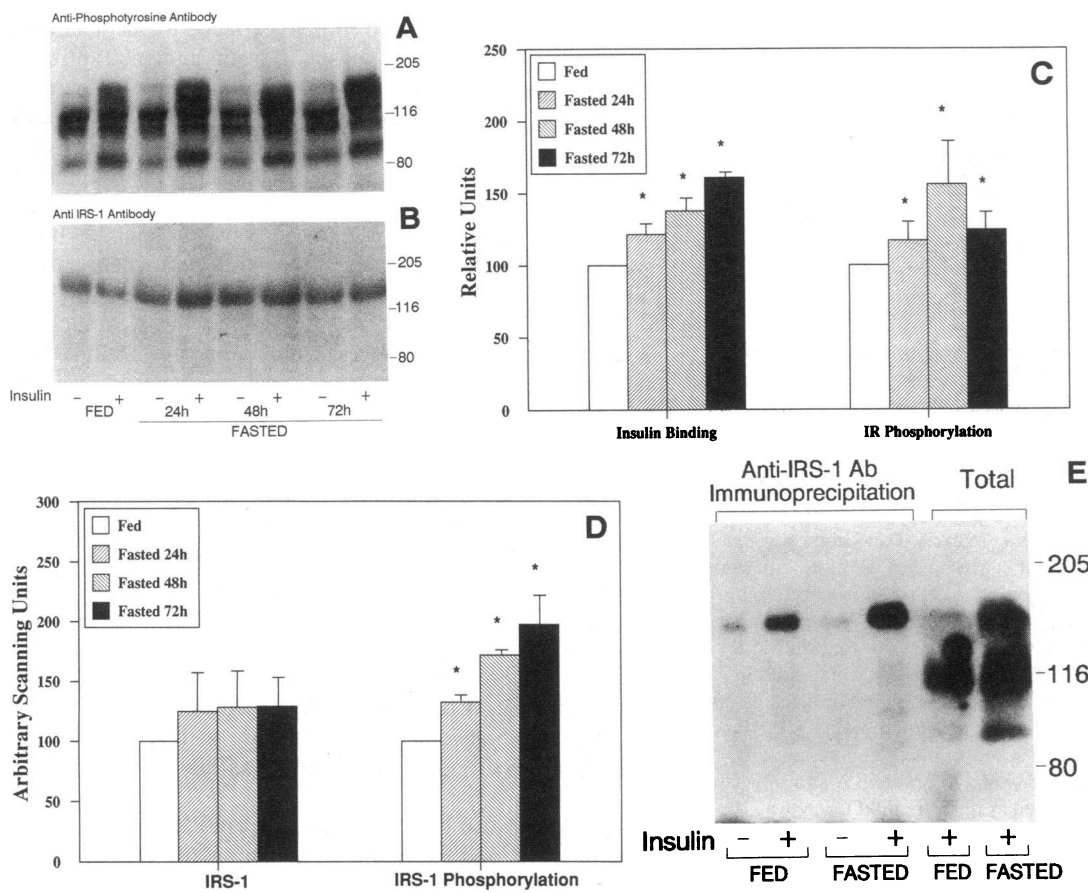 Anti-Phosphotyrosine Antibody
A
-205
-116
-80
Anti IRS-1 Antibody
B
-205
-116
-80
Insulin - + - + - + - +
FED 24h 48h 72h
FASTED
C
Relative Units
250
200
150
100
50
0
Fed
Fasted 24h
Fasted 48h
Fasted 72h
* * * * * *
Insulin Binding IR Phosphorylation
D
Arbitrary Scanning Units
300
250
200
150
100
50
0
Fed
Fasted 24h
Fasted 48h
Fasted 72h
* * *
IRS-1 IRS-1 Phosphorylation
E
Anti-IRS-1 Ab
Immunoprecipitation
Total
-205
-116
-80
Insulin - + - + + +
FED FASTED FED FASTED